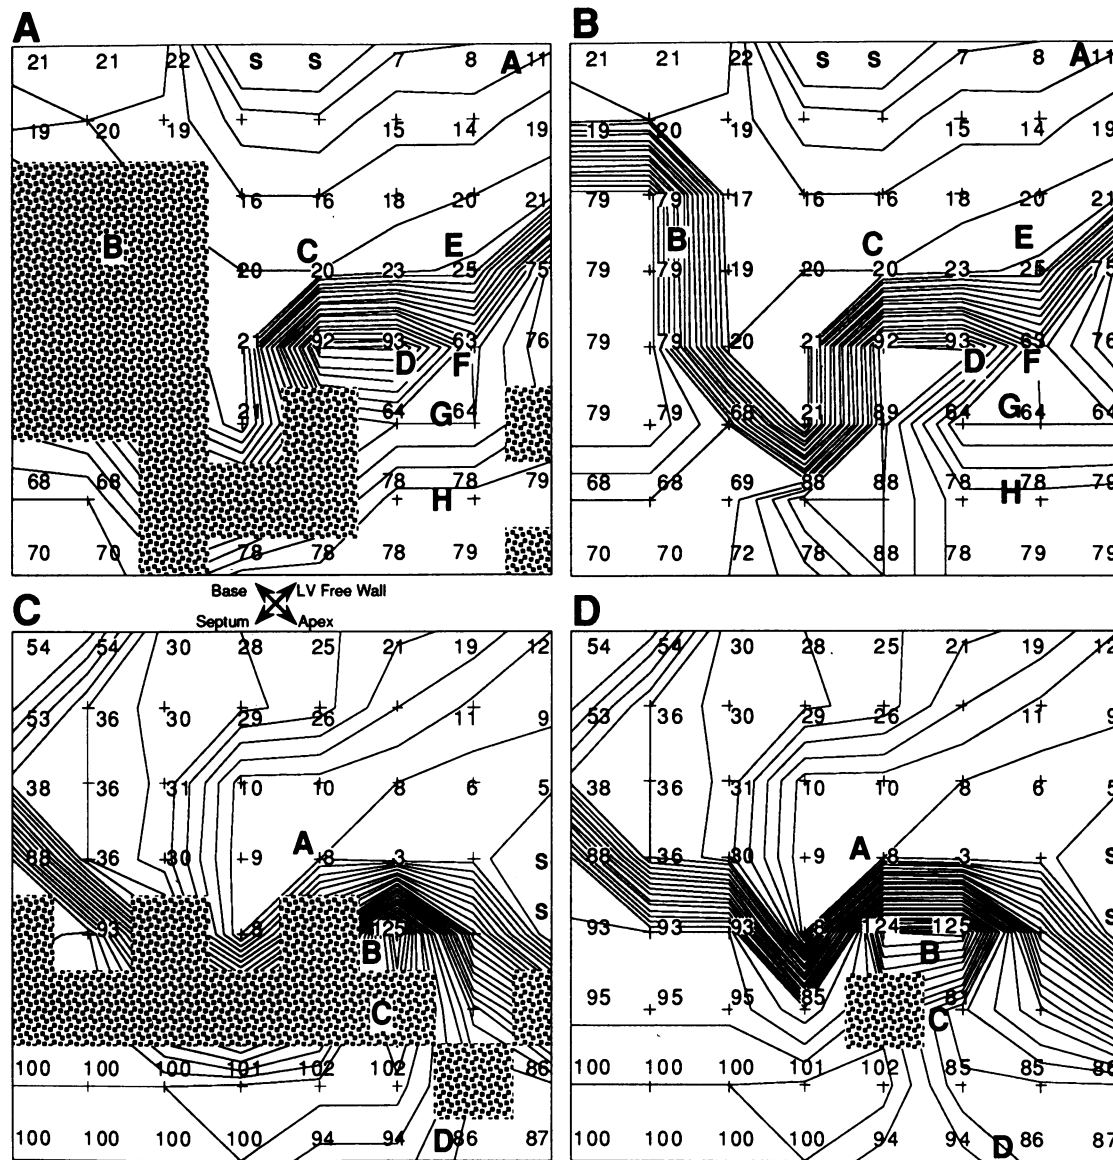 A
21 21 22 S S 7 8 A 11
19 20 19 15 14 19
16 16 18 20 21
B C E
20 20 23 25 75
21 92 93 63 76
D F
21 64 G 64
68 68 78 78 79
H
70 70 78 78 78 79
B
21 21 22 S S 7 8 A 11
19 20 19 15 14 19
79 79 17 16 16 18 20 21
B C E
79 79 19 20 20 23 25 75
79 20 21 92 93 63 76
D F
79 79 68 21 89 64 G 64 64
68 68 69 88 88 78 78 79
H
70 70 72 78 88 78 79 79
Base LV Free Wall
Septum Apex
C
54 54 30 28 25 21 19 12
53 36 30 29 26 11 9
38 36 31 10 10 8 6 5
A
88 36 30 9 8 3 S
S
93 8 125
B
C
100 100 100 101 102 102 86
100 100 100 100 94 94 D 86 87
D
54 54 30 28 25 21 19 12
53 36 30 29 26 11 9
38 36 31 10 10 8 6 5
A
88 36 30 9 8 3 S
93 93 93 8 124 125 S
B
95 95 95 85 83
C
100 100 100 101 102 85 85 86
100 100 100 100 94 94 86 87
D